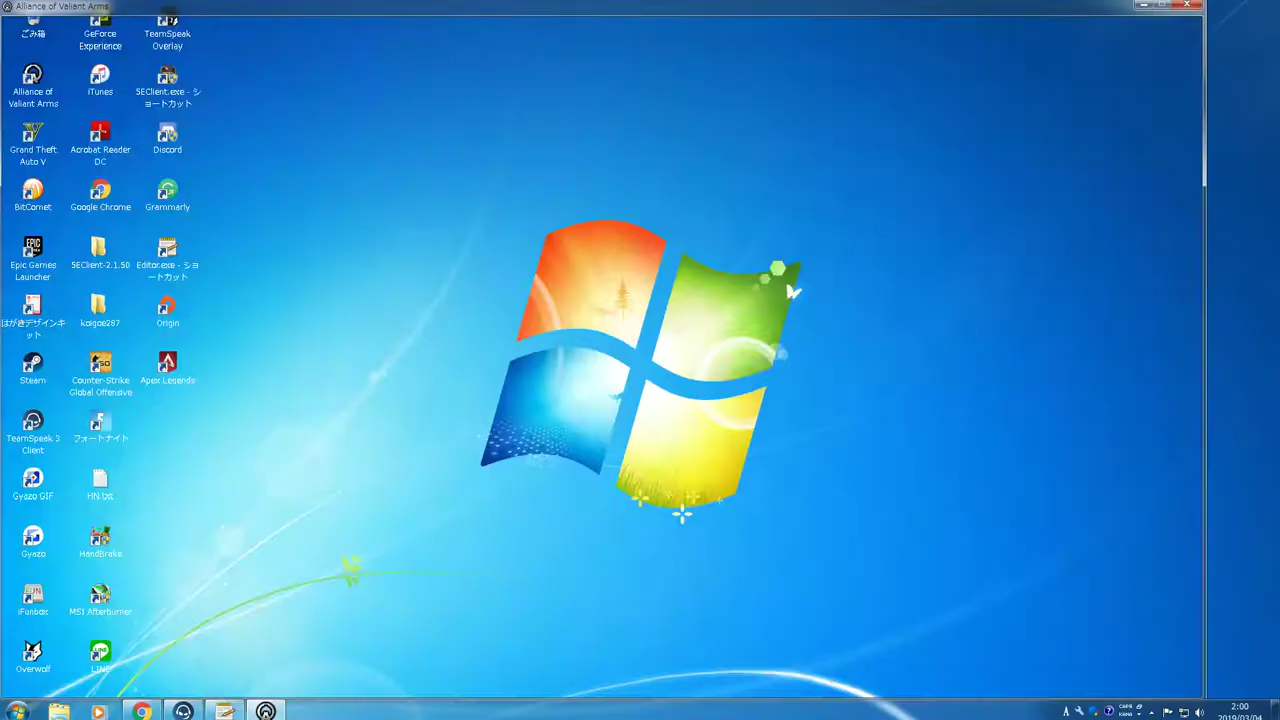 Alliance of Valiant Arms
ごみ箱
GeForce
Experience
TeamSpeak
Overlay
Alliance of
Valiant Arms
iTunes
5EClient.exe - シ
ョートカット
Grand Theft
Auto V
Acrobat Reader
DC
Discord
BitComet
Google Chrome
Grammarly
Epic Games
Launcher
5EClient-2.1.50
Editor.exe - ショ
ートカット
はがきデザインキ
ット
kaigae287
Origin
Steam
Counter-Strike
Global Offensive
Apex Legends
TeamSpeak 3
Client
フォートナイト
Gyazo GIF
HN.txt
Gyazo
HandBrake
iFunbox
MSI Afterburner
Overwolf
LINE
A
CAPS
KANA
2:00
2019/03/04